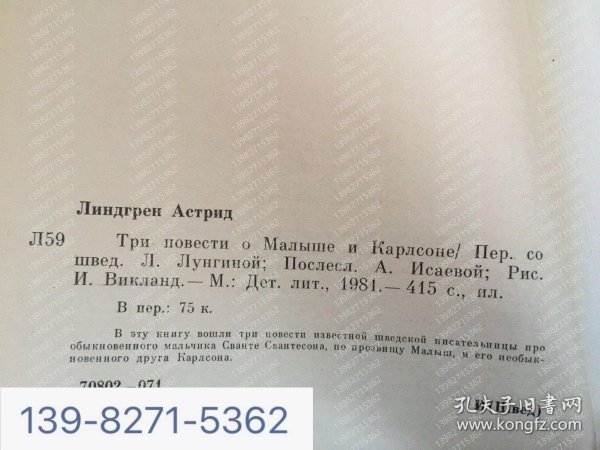 Линдгрен Астрид
Л59 Три повести о Малыше и Карлсоне/ Пер. со
швед. Л. Лунгиной; Послесл. А. Исаевой; Рис.
И. Викланд.— М.: Дет. лит., 1981.— 415 с., ил.
В пер.: 75 к.
В эту книгу вошли три повести известной шведской писательницы про
обыкновенного мальчика Сванте Свантесона, по прозвищу Малыш, и его необык-
новенного друга Карлсона.
70802—071
И(Швед)
139-8271-5362
孔夫子旧书网
www.kongfz.com
13982715362